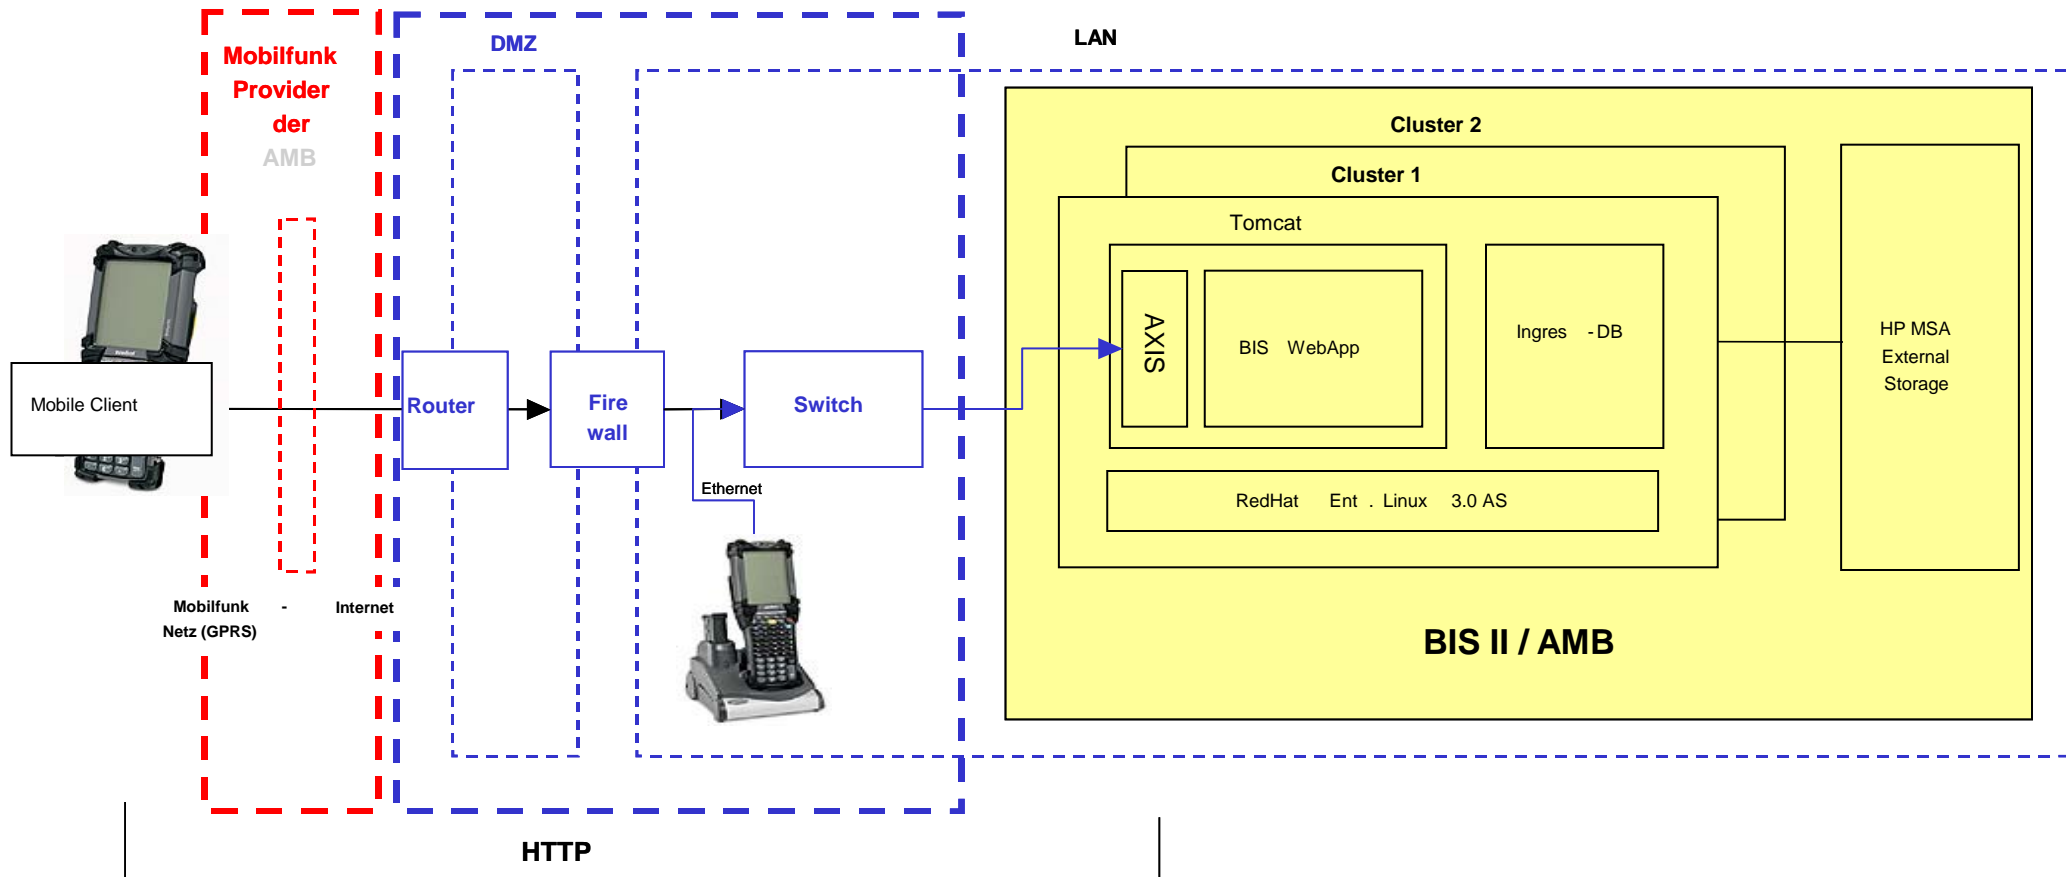 Mobilfunk
Provider
der
AMB
DMZ
LAN
Cluster 2
Cluster 1
Tomcat
AXIS
BIS WebApp
Ingres -DB
HP MSA
External
Storage
Mobile Client
Router
Fire
wall
Switch
Ethernet
RedHat Ent . Linux 3.0 AS
Mobilfunk - Internet
Netz (GPRS)
BIS II / AMB
HTTP